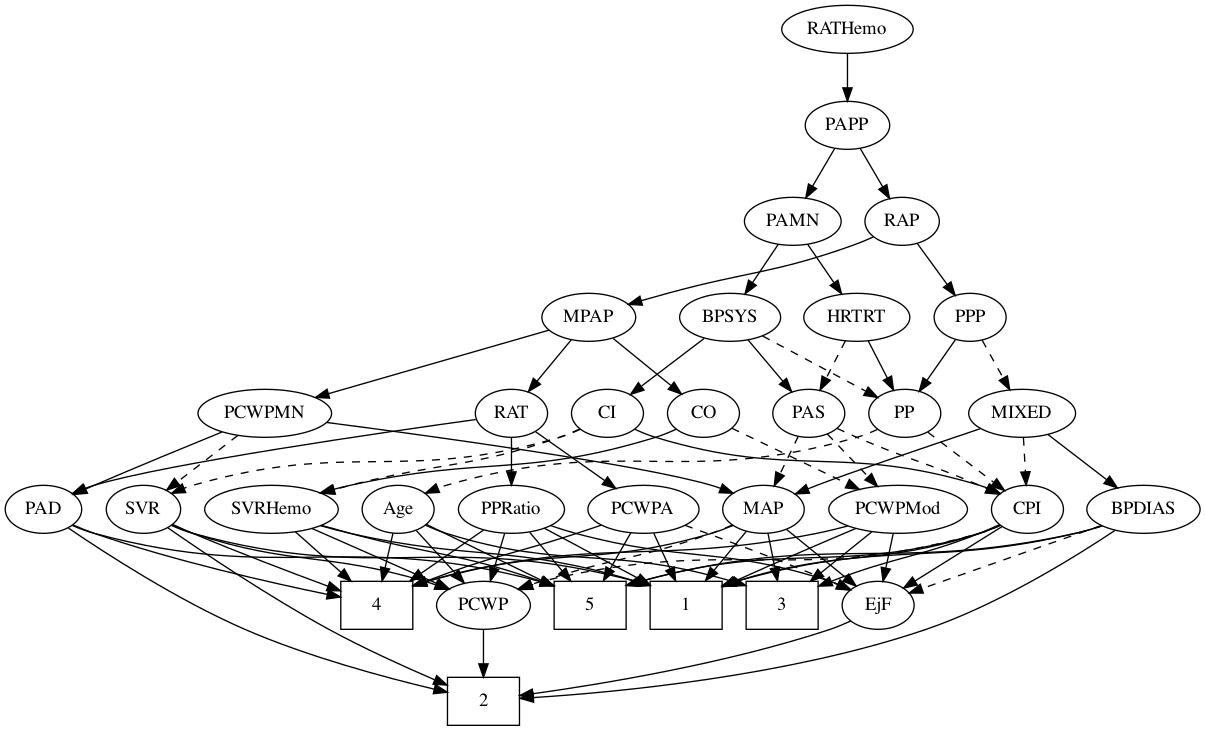 RATHemo
PAPP
PAMN
RAP
MPAP
BPSYS
HRTRT
PPP
PCWPMN
RAT
CI
CO
PAS
PP
MIXED
PAD
SVR
SVRHemo
Age
PPRatio
PCWPA
MAP
PCWPMod
CPI
BPDIAS
4
PCWP
5
1
3
EjF
2